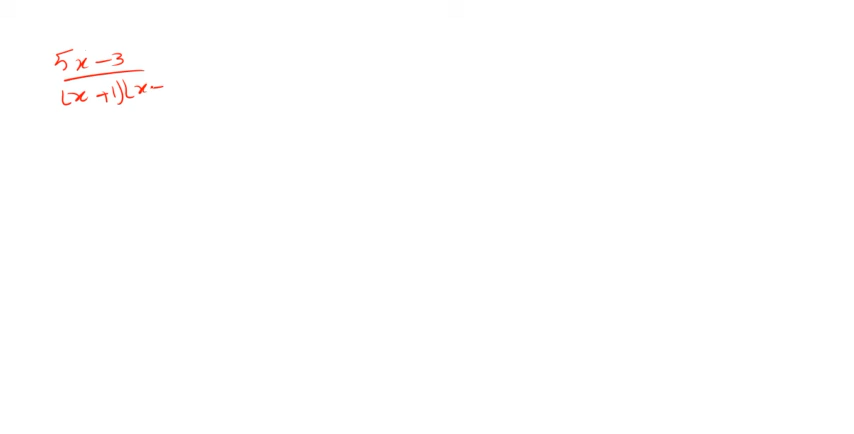 5x - 3
(x + 1)(x -